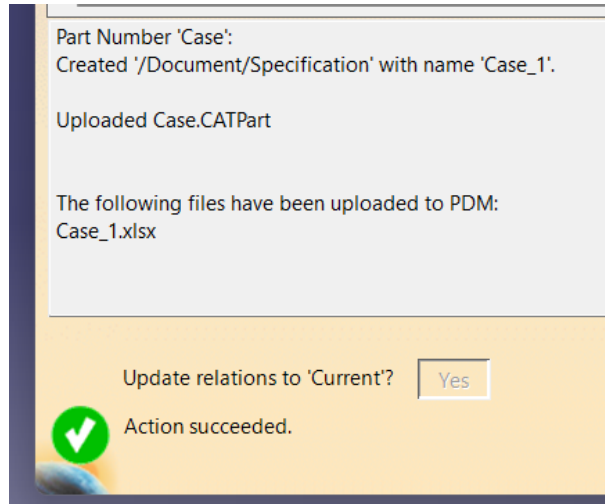 Part Number 'Case':
Created '/Document/Specification' with name 'Case_1'.
Uploaded Case.CATPart
The following files have been uploaded to PDM:
Case_1.xlsx
Update relations to 'Current'? Yes
Action succeeded.